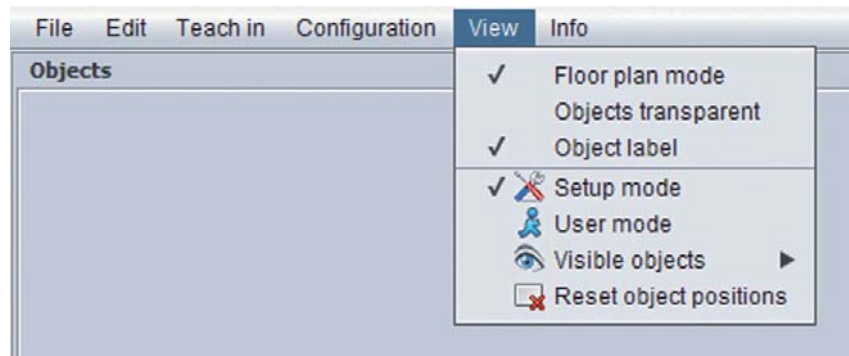 File Edit Teach in Configuration View Info
Objects
Floor plan mode
Objects transparent
Object label
Setup mode
User mode
Visible objects
Reset object positions